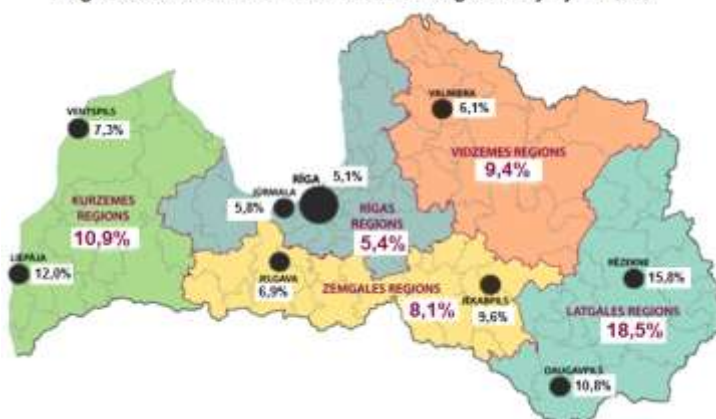 VENTSPILS
7,3%
VALMIERA
6,1%
VIDZEMES REGIONS
9,4%
KURZEMES
REGIONS
10,9%
RĪGA
5,1%
JŪRMALA
5,8%
RĪGAS
REGIONS
5,4%
LIEPĀJA
12,0%
JELGAVA
6,9%
ZEMGALES REGIONS
8,1%
JĒKABPILS
9,6%
RĒZEKNE
15,8%
LATGALES REGIONS
18,5%
DAUGAVPILS
10,8%